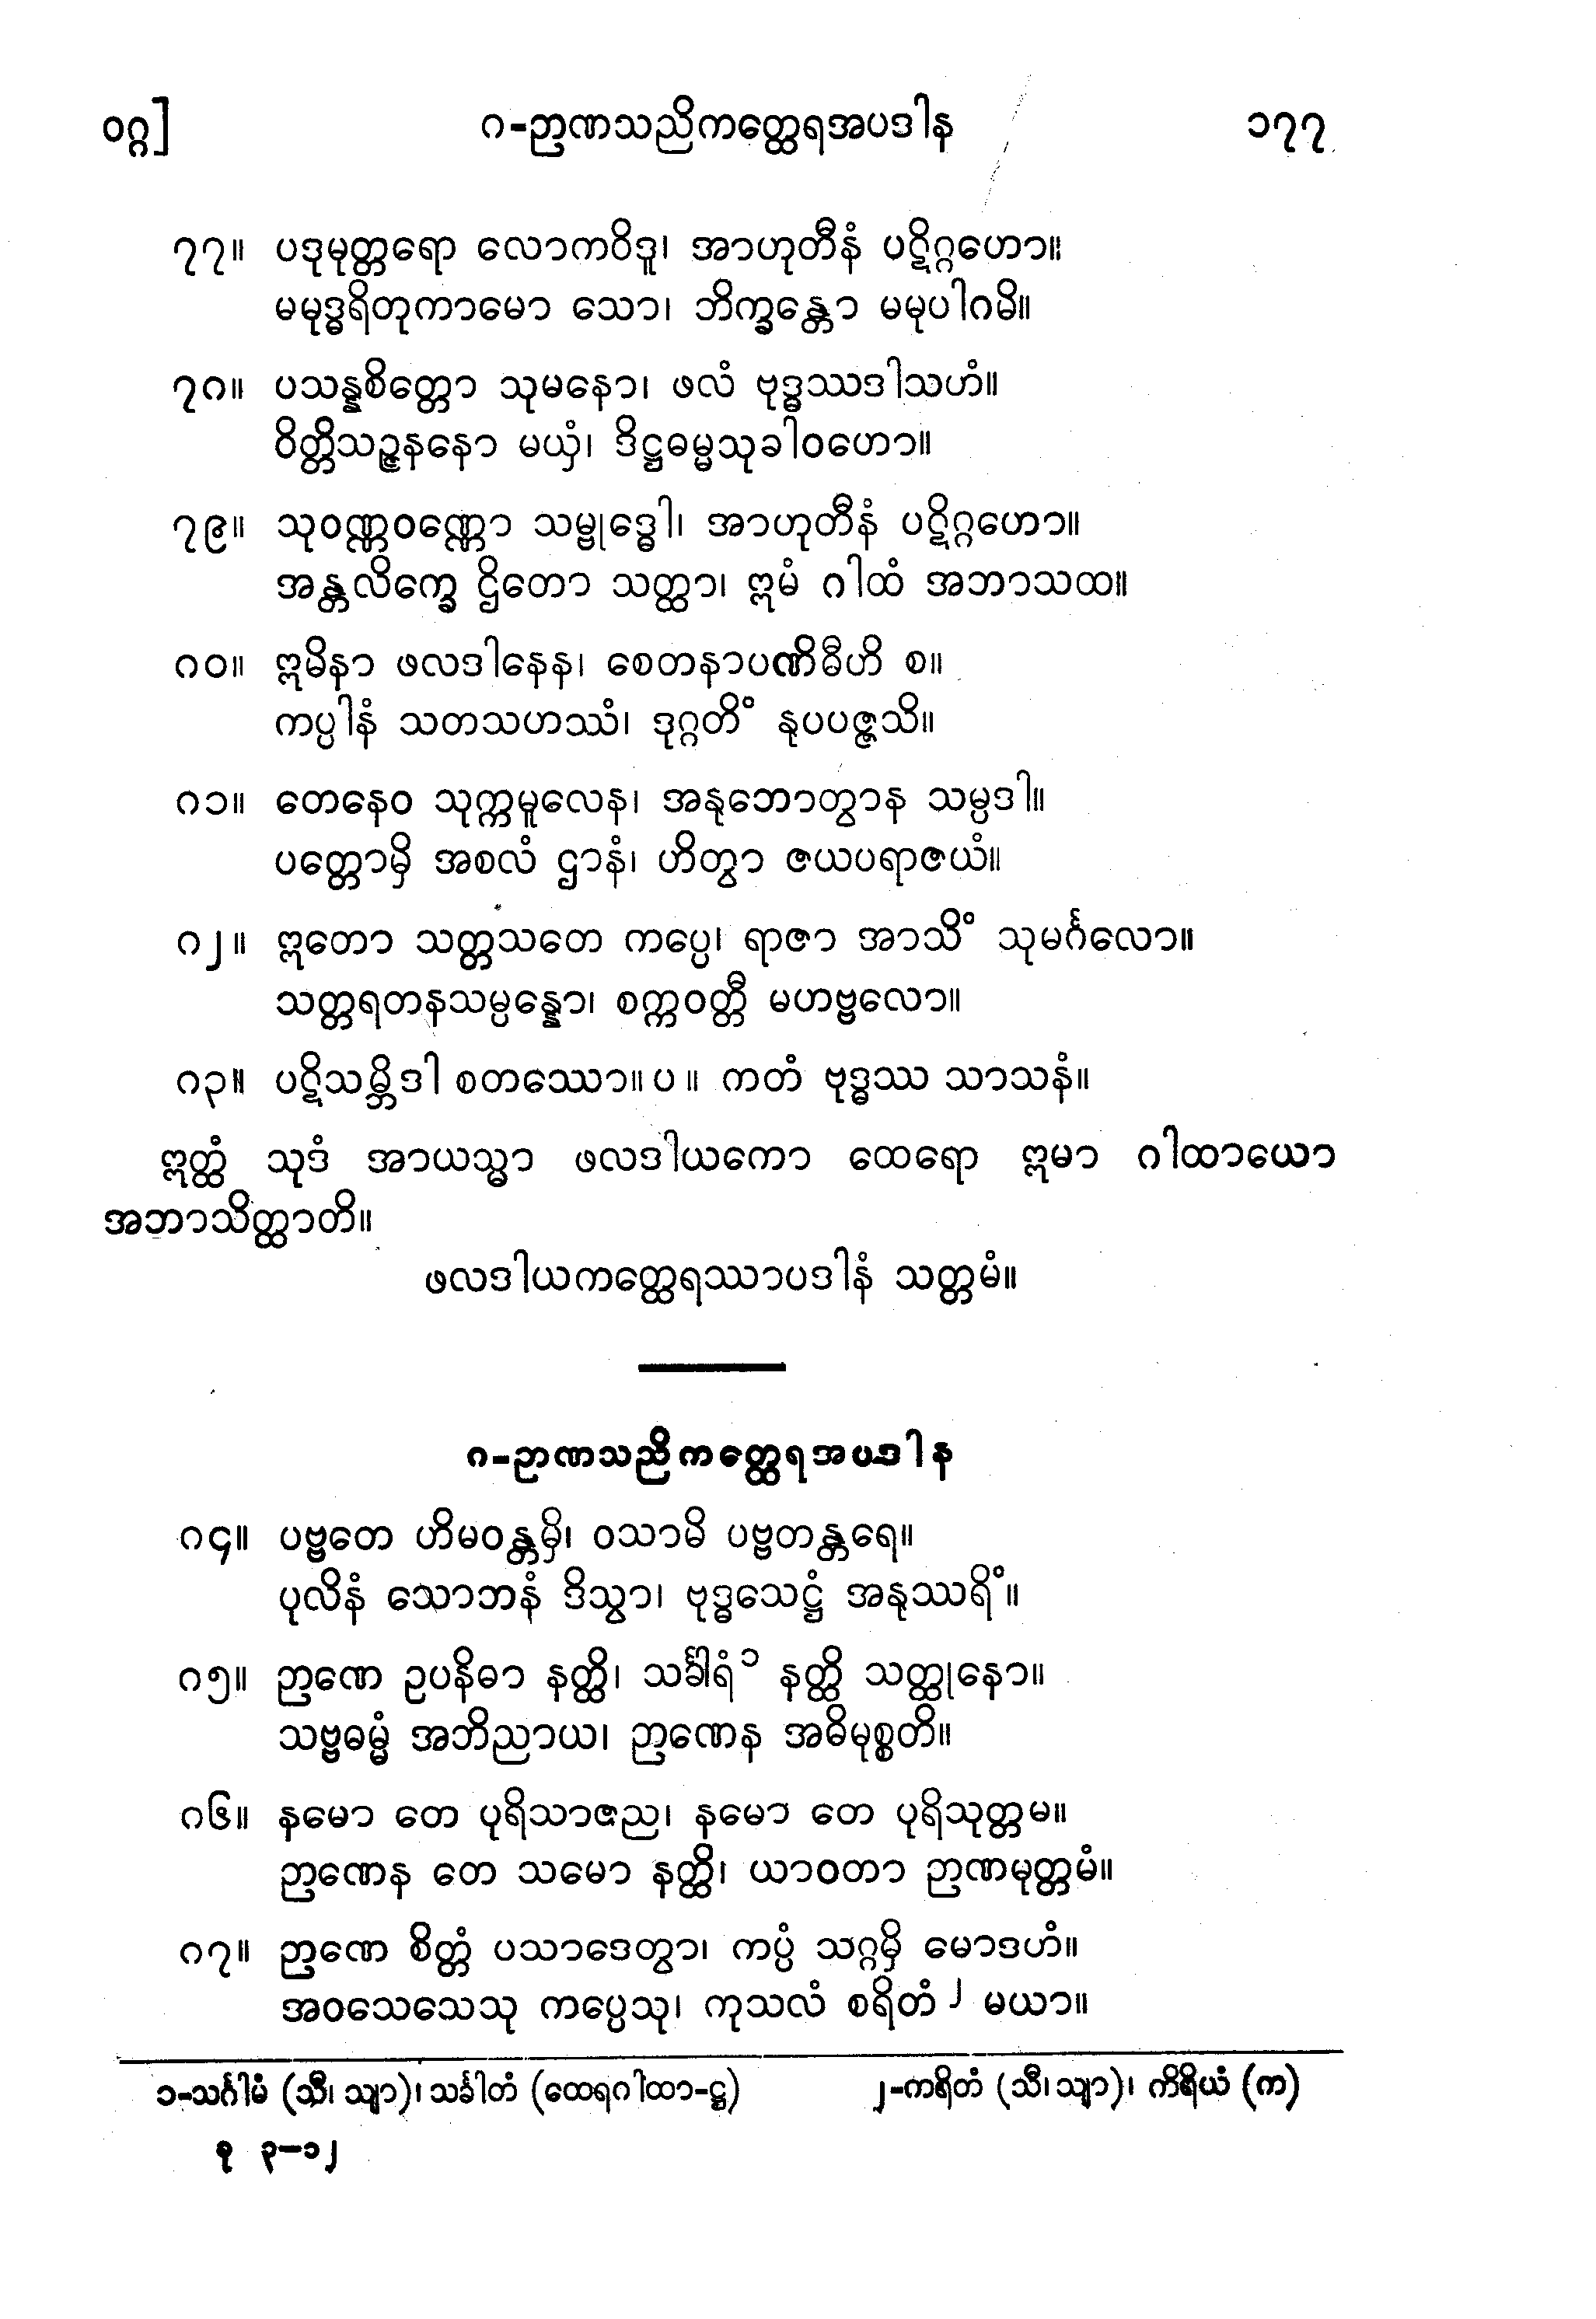 ဝဂ္ဂ]
ဂ-ဉာဏသညိကတ္ထေရအပဒါန
၁၇၇
၇၇။ ပဒုမုတ္တရော လောကဝိဒူ၊ အာဟုတီနံ ပဋိဂ္ဂဟော။
မမုဒ္ဓရိတုကာမော သော၊ ဘိက္ခန္တော မမုပါဂမိ။
၇ဂ။ ပသန္နစိတ္တော သုမနော၊ ဖလံ ဗုဒ္ဓဿဒါသဟံ။
ဝိတ္တိသဉ္ဇနနော မယှံ၊ ဒိဋ္ဌဓမ္မသုခါဝဟော။
၇၉။ သုဝဏ္ဏဝဏ္ဏော သမ္ဗုဒ္ဓေါ၊ အာဟုတီနံ ပဋိဂ္ဂဟော။
အန္တလိက္ခေ ဌိတော သတ္ထာ၊ ဣမံ ဂါထံ အဘာသထ။
ဂ၀။ ဣမိနာ ဖလဒါနေန၊ စေတနာပဏိဓီဟိ စ။
ကပ္ပါနံ သတသဟဿံ၊ ဒုဂ္ဂတိံ နုပပဇ္ဇသိ။
ဂ၁။ တေနေဝ သုက္ကမူလေန၊ အနုဘောတွာန သမ္ပဒါ။
ပတ္တောမှိ အစလံ ဌာနံ၊ ဟိတွာ ဇယပရာဇယံ။
ဂ၂။ ဣတော သတ္တသတေ ကပ္ပေ၊ ရာဇာ အာသိံ သုမင်္ဂလော။
သတ္တရတနသမ္ပန္နော၊ စက္ကဝတ္တီ မဟဗ္ဗလော။
ဂ၃။ ပဋိသမ္ဘိဒါ စတဿော။ ပ ။ ကတံ ဗုဒ္ဓဿ သာသနံ။
ဣတ္ထံ သုဒံ အာယသ္မာ ဖလဒါယကော ထေရော ဣမာ ဂါထာယော
အဘာသိတ္ထာတိ။
ဖလဒါယကတ္ထေရဿာပဒါနံ သတ္တမံ။
ဂ-ဉာဏသညိကတ္ထေရအပဒါန
ဂ၄။ ပဗ္ဗတေ ဟိမဝန္တမှိ၊ ဝသာမိ ပဗ္ဗတန္တရေ။
ပုလိနံ သောဘနံ ဒိသွာ၊ ဗုဒ္ဓသေဋ္ဌံ အနုဿရိံ။
ဂ၅။ ဉာဏေ ဥပနိဓာ နတ္ထိ၊ သင်္ခါရံ ၁ နတ္ထိ သတ္ထုနော။
သဗ္ဗဓမ္မံ အဘိညာယ၊ ဉာဏေန အဓိမုစ္စတိ။
ဂ၆။ နမော တေ ပုရိသာဇည၊ နမော တေ ပုရိသုတ္တမ။
ဉာဏေန တေ သမော နတ္ထိ၊ ယာဝတာ ဉာဏမုတ္တမံ။
ဂ၇။ ဉာဏေ စိတ္တံ ပသာဒေတွာ၊ ကပ္ပံ သဂ္ဂမှိ မောဒဟံ။
အဝသေသေသု ကပ္ပေသု၊ ကုသလံ စရိတံ ၂ မယာ။
၁-သင်္ဂါမံ (သီ၊ သျာ)၊ သင်္ခါတံ (ထေရဂါထာ-ဋ္ဌ)
၂-ကရိတံ (သီ၊ သျာ)၊ ကိရိယံ (က)
ခု ၃-၁၂